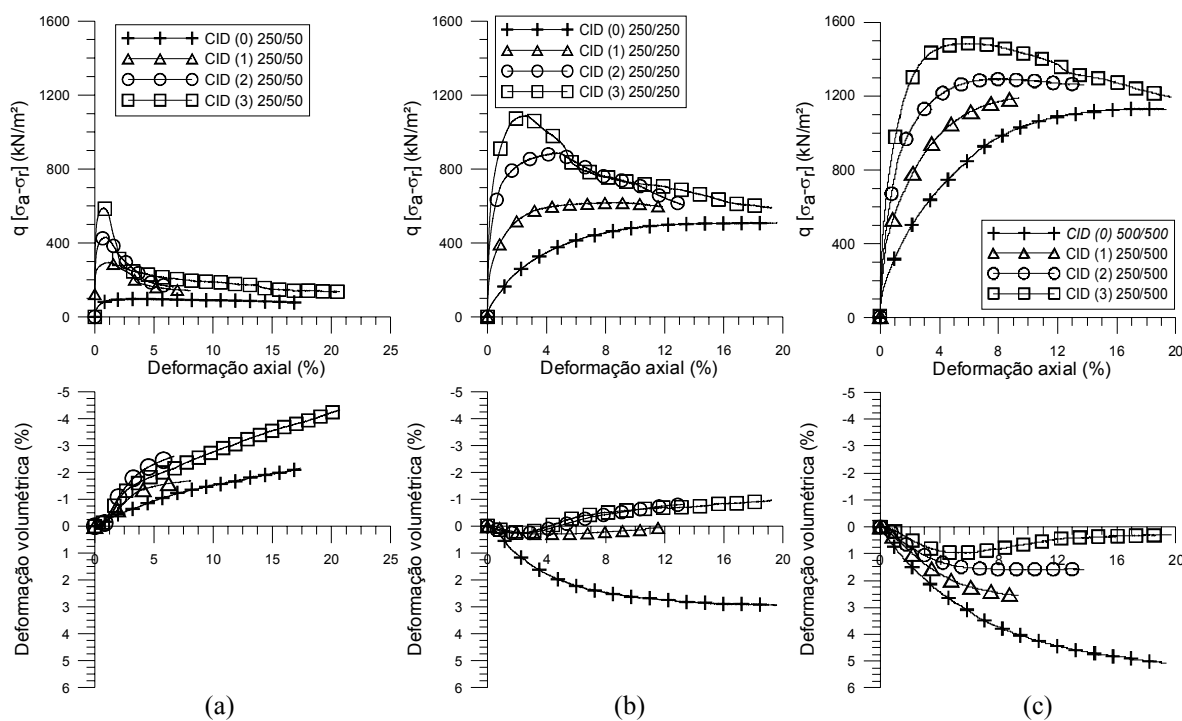 1600
1200
800
400
0
q [σa-σr] (kN/m²)
CID (0) 250/50
CID (1) 250/50
CID (2) 250/50
CID (3) 250/50
0 5 10 15 20 25
Deformação axial (%)
1600
1200
800
400
0
q [σa-σr] (kN/m²)
CID (0) 250/250
CID (1) 250/250
CID (2) 250/250
CID (3) 250/250
0 4 8 12 16 20
Deformação axial (%)
1600
1200
800
400
0
q [σa-σr] (kN/m²)
CID (0) 500/500
CID (1) 250/500
CID (2) 250/500
CID (3) 250/500
0 4 8 12 16 20
Deformação axial (%)
-5
-4
-3
-2
-1
0
1
2
3
4
5
6
Deformação volumétrica (%)
0 5 10 15 20 25
(a)
-5
-4
-3
-2
-1
0
1
2
3
4
5
6
Deformação volumétrica (%)
0 4 8 12 16 20
(b)
-5
-4
-3
-2
-1
0
1
2
3
4
5
6
Deformação volumétrica (%)
0 8 12 16 20
(c)